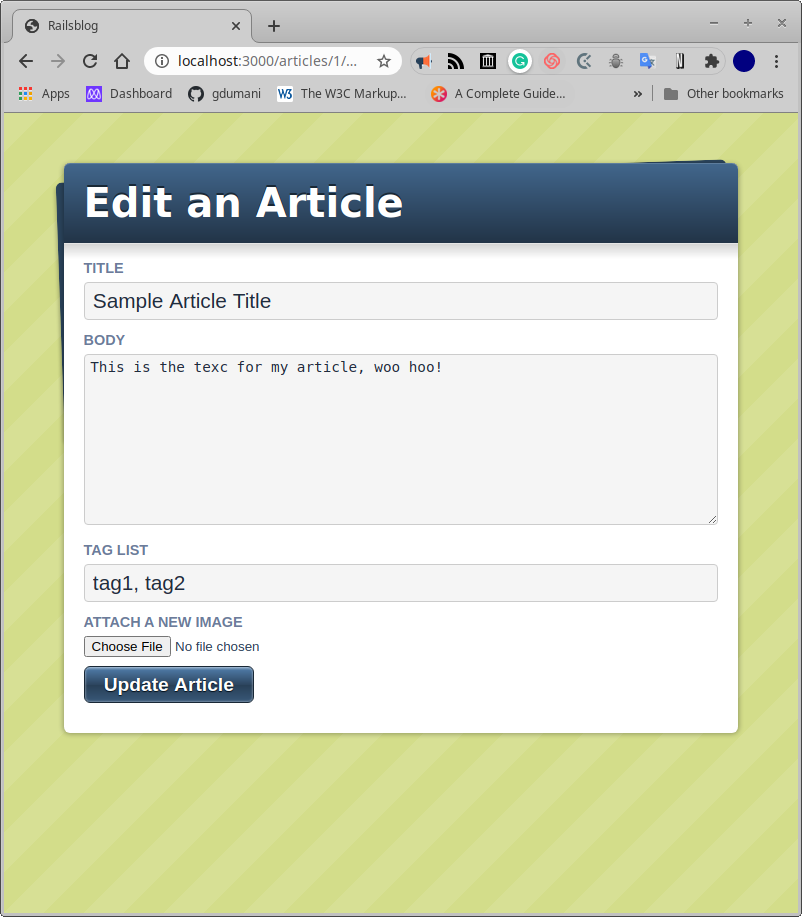 Railsblog
localhost:3000/articles/1/...
Apps Dashboard gdumani W3 The W3C Markup... A Complete Guide... » Other bookmarks
Edit an Article
TITLE
Sample Article Title
BODY
This is the texc for my article, woo hoo!
TAG LIST
tag1, tag2
ATTACH A NEW IMAGE
Choose File No file chosen
Update Article